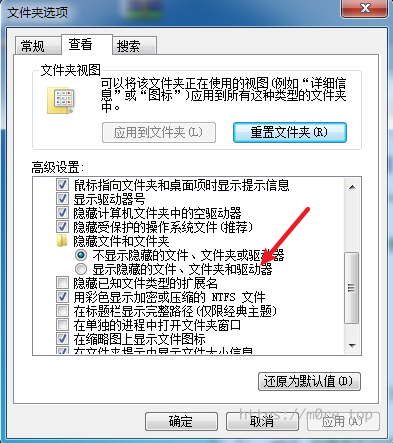 文件夹选项
常规
查看
搜索
文件夹视图
可以将该文件夹正在使用的视图(例如“详细信
息”或“图标”)应用到所有这种类型的文件夹
中。
应用到文件夹(L)
重置文件夹(R)
高级设置:
鼠标指向文件夹和桌面项时显示提示信息
显示驱动器号
隐藏计算机文件夹中的空驱动器
隐藏受保护的操作系统文件(推荐)
隐藏文件和文件夹
不显示隐藏的文件、文件夹或驱动器
显示隐藏的文件、文件夹和驱动器
隐藏已知文件类型的扩展名
用彩色显示加密或压缩的 NTFS 文件
在标题栏显示完整路径(仅限经典主题)
在单独的进程中打开文件夹窗口
在缩略图上显示文件图标
在文件夹提示中显示文件大小信息
还原为默认值(D)
确定
取消
应用(A)
https://m0re.top